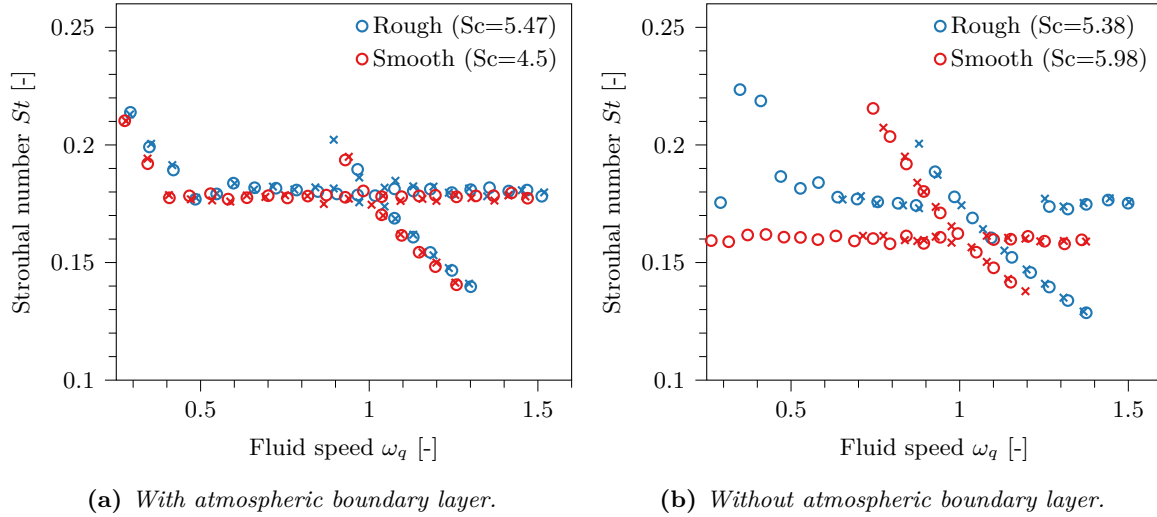 0.25
0.2
0.15
0.1
Strouhal number St [-]
Rough (Sc=5.47)
Smooth (Sc=4.5)
0.5 1 1.5
Fluid speed ω_q [-]
(a) With atmospheric boundary layer.
0.25
0.2
0.15
0.1
Strouhal number St [-]
Rough (Sc=5.38)
Smooth (Sc=5.98)
0.5 1 1.5
Fluid speed ω_q [-]
(b) Without atmospheric boundary layer.